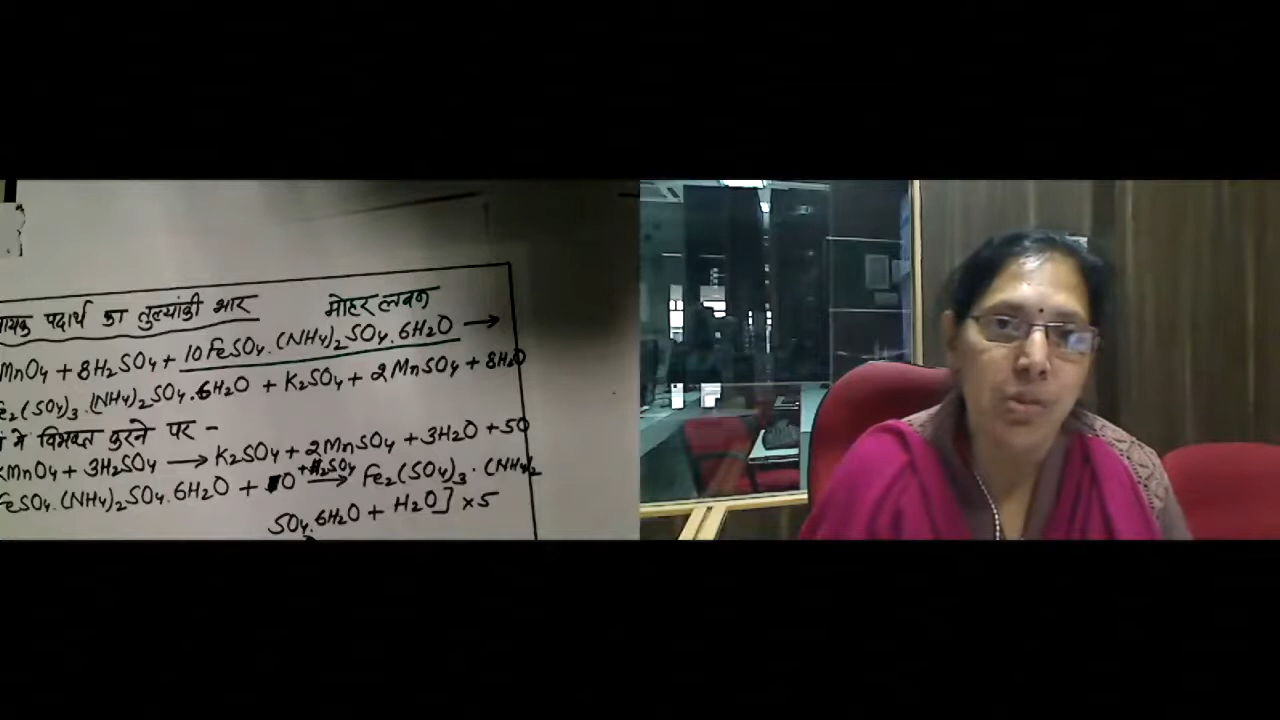 पदार्थ का तुल्यांकी भार मोहर लवण
MnO4 + 8H2SO4 + 10FeSO4.(NH4)2SO4.6H2O →
Fe2(SO4)3.(NH4)2SO4.6H2O + K2SO4 + 2MnSO4 + 8H2O
में विभक्त करने पर -
MnO4 + 3H2SO4 → K2SO4 + 2MnSO4 + 3H2O + 5O
FeSO4.(NH4)2SO4.6H2O + O +H2SO4 → Fe2(SO4)3.(NH4)2
SO4.6H2O + H2O] x5